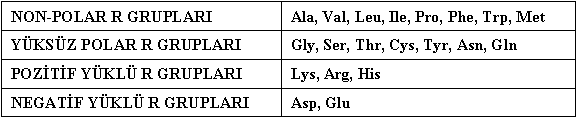 NON-POLAR R GRUPLARI Ala, Val, Leu, Ile, Pro, Phe, Trp, Met
YÜKSÜZ POLAR R GRUPLARI Gly, Ser, Thr, Cys, Tyr, Asn, Gln
POZİTİF YÜKLÜ R GRUPLARI Lys, Arg, His
NEGATİF YÜKLÜ R GRUPLARI Asp, Glu